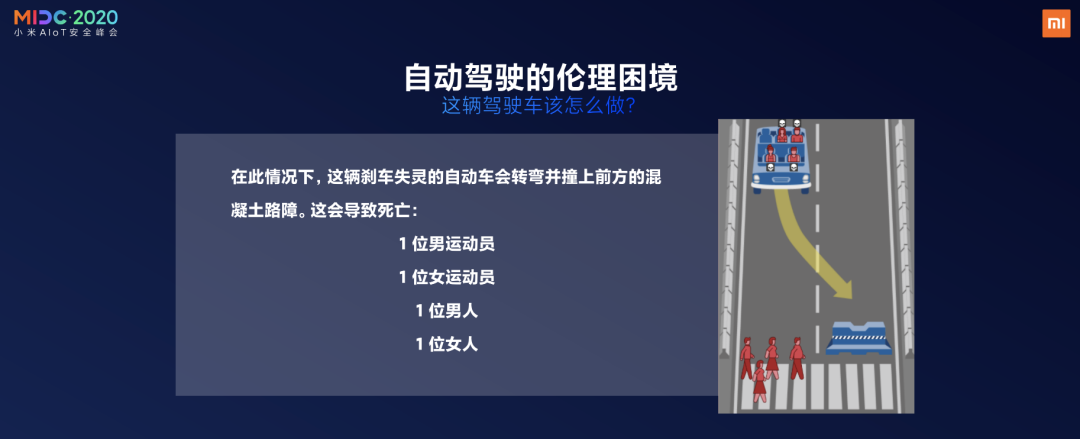 MIDC·2020
小米AIoT安全峰会
自动驾驶的伦理困境
这辆驾驶车该怎么做?
在此情况下，这辆刹车失灵的自动车会转弯并撞上前方的混
凝土路障。这会导致死亡：
1 位男运动员
1 位女运动员
1 位男人
1 位女人